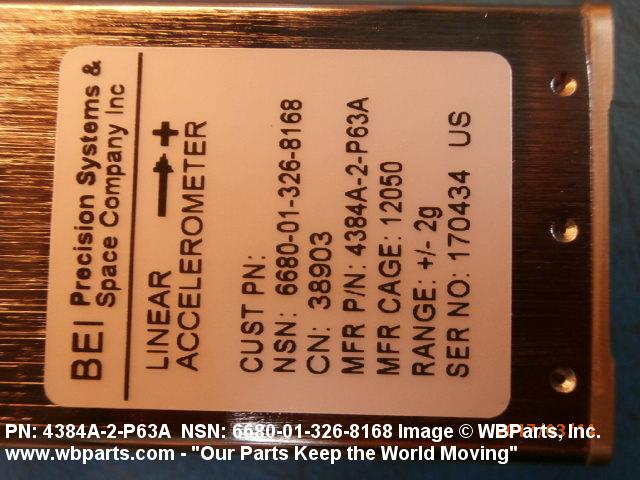 BEI Precision Systems &
Space Company Inc
LINEAR
ACCELEROMETER +
CUST PN:
NSN: 6680-01-326-8168
CN: 38903
MFR P/N: 4384A-2-P63A
MFR CAGE: 12050
RANGE: +/- 2g
SER NO: 170434 US
PN: 4384A-2-P63A NSN: 6680-01-326-8168 Image © WBParts, Inc.
www.wbparts.com - "Our Parts Keep the World Moving"